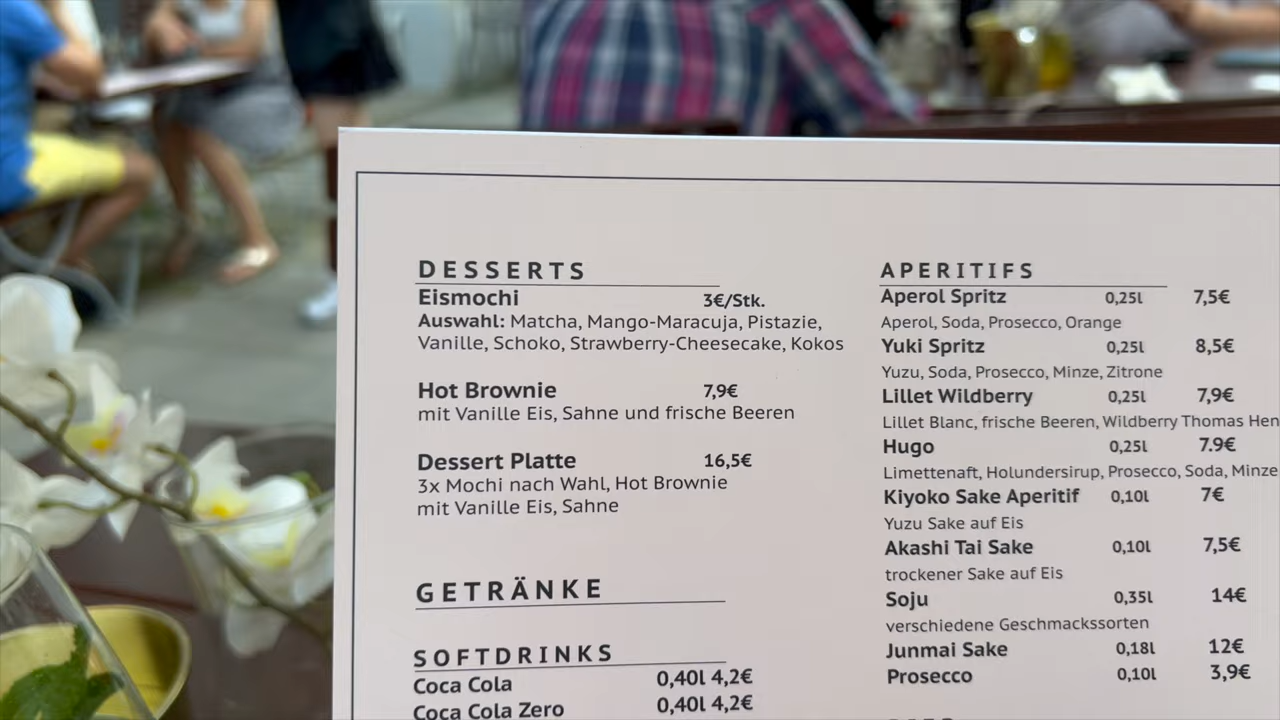 DESSERTS
Eismochi 3€/Stk.
Auswahl: Matcha, Mango-Maracuja, Pistazie,
Vanille, Schoko, Strawberry-Cheesecake, Kokos
Hot Brownie 7,9€
mit Vanille Eis, Sahne und frische Beeren
Dessert Platte 16,5€
3x Mochi nach Wahl, Hot Brownie
mit Vanille Eis, Sahne
GETRÄNKE
SOFTDRINKS
Coca Cola 0,40l 4,2€
Coca Cola Zero 0,40l 4,2€
APERITIFS
Aperol Spritz 0,25l 7,5€
Aperol, Soda, Prosecco, Orange
Yuki Spritz 0,25l 8,5€
Yuzu, Soda, Prosecco, Minze, Zitrone
Lillet Wildberry 0,25l 7,9€
Lillet Blanc, frische Beeren, Wildberry Thomas Hen
Hugo 0,25l 7.9€
Limettenaft, Holundersirup, Prosecco, Soda, Minze
Kiyoko Sake Aperitif 0,10l 7€
Yuzu Sake auf Eis
Akashi Tai Sake 0,10l 7,5€
trockener Sake auf Eis
Soju 0,35l 14€
verschiedene Geschmackssorten
Junmai Sake 0,18l 12€
Prosecco 0,10l 3,9€